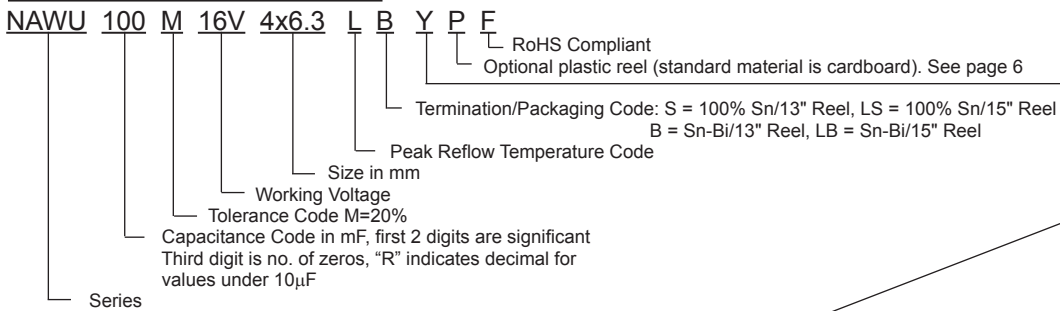 NAWU 100 M 16V 4x6.3 L B Y P F
RoHS Compliant
Optional plastic reel (standard material is cardboard). See page 6
Termination/Packaging Code: S = 100% Sn/13" Reel, LS = 100% Sn/15" Reel
B = Sn-Bi/13" Reel, LB = Sn-Bi/15" Reel
Peak Reflow Temperature Code
Size in mm
Working Voltage
Tolerance Code M=20%
Capacitance Code in mF, first 2 digits are significant
Third digit is no. of zeros, “R” indicates decimal for
values under 10μF
Series